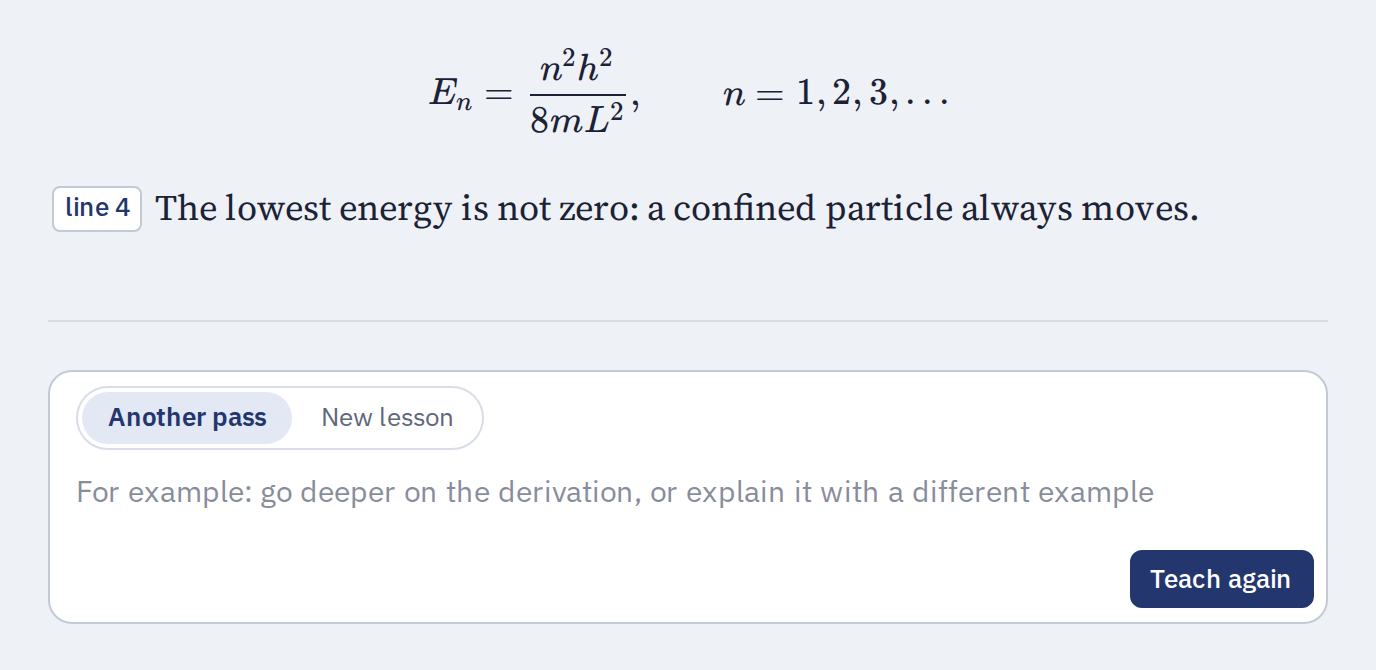 Eₙ = n²h² / 8mL², n = 1, 2, 3, . . .
line 4 The lowest energy is not zero: a confined particle always moves.
Another pass New lesson
For example: go deeper on the derivation, or explain it with a different example
Teach again